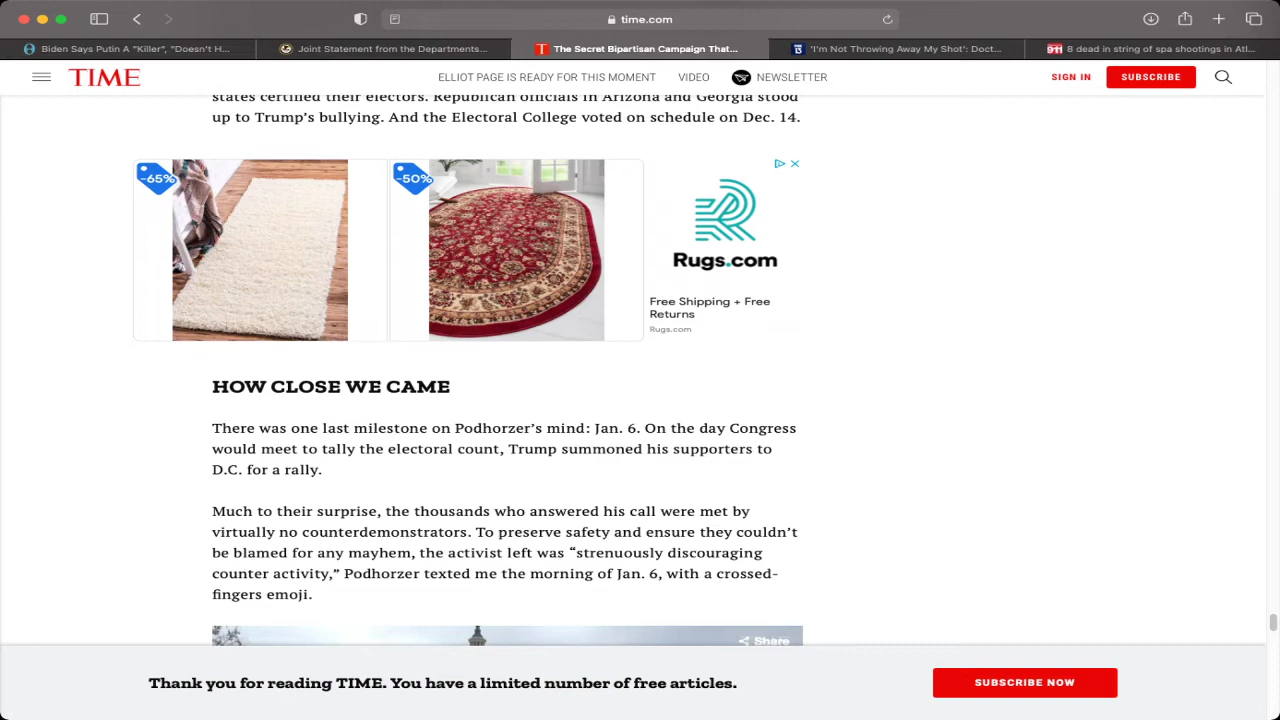 time.com
Biden Says Putin A "Killer", "Doesn't H...
Joint Statement from the Departments...
The Secret Bipartisan Campaign That...
'I'm Not Throwing Away My Shot': Doct...
8 dead in string of spa shootings in Atl...
TIME
ELLIOT PAGE IS READY FOR THIS MOMENT
VIDEO
NEWSLETTER
SIGN IN
SUBSCRIBE
states certified their electors. Republican officials in Arizona and Georgia stood
up to Trump's bullying. And the Electoral College voted on schedule on Dec. 14.
-65%
-50%
Rugs.com
Free Shipping + Free
Returns
Rugs.com
HOW CLOSE WE CAME
There was one last milestone on Podhorzer's mind: Jan. 6. On the day Congress
would meet to tally the electoral count, Trump summoned his supporters to
D.C. for a rally.
Much to their surprise, the thousands who answered his call were met by
virtually no counterdemonstrators. To preserve safety and ensure they couldn't
be blamed for any mayhem, the activist left was “strenuously discouraging
counter activity,” Podhorzer texted me the morning of Jan. 6, with a crossed-
fingers emoji.
Share
Thank you for reading TIME. You have a limited number of free articles.
SUBSCRIBE NOW